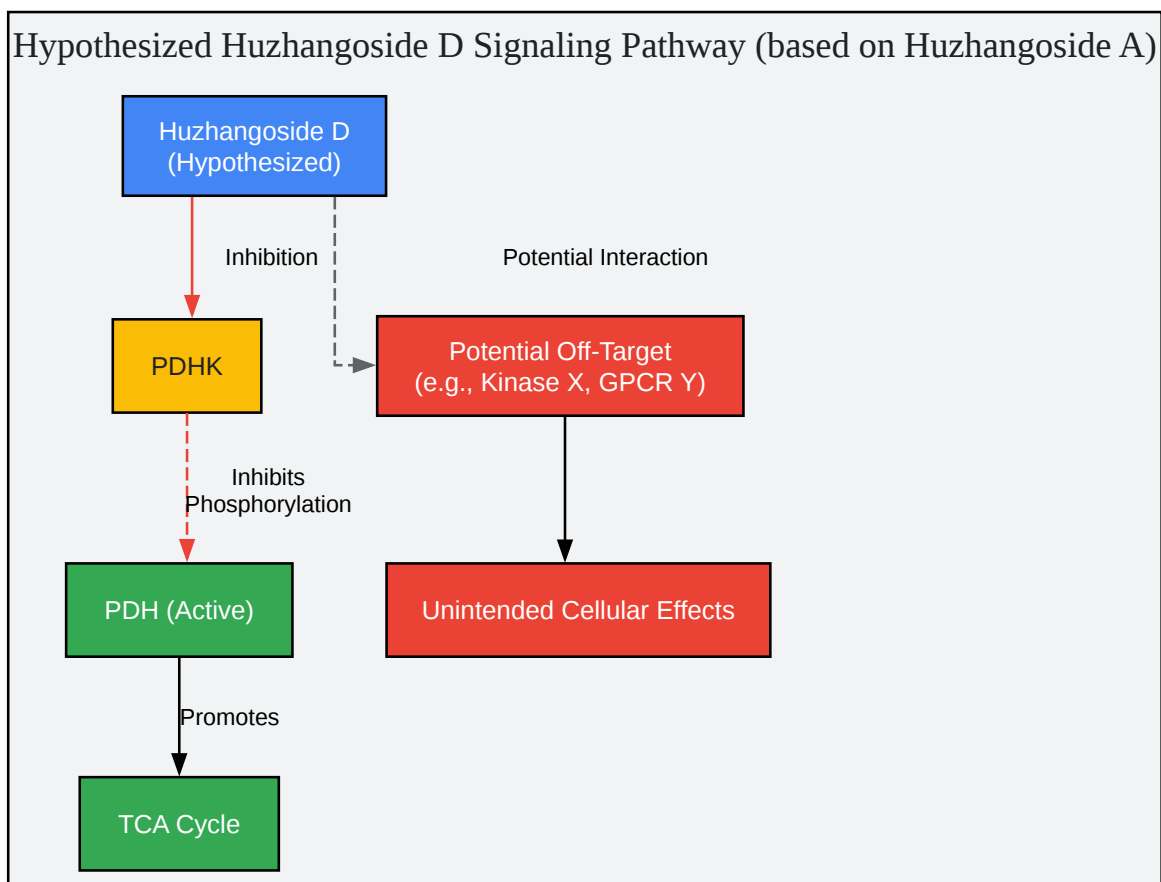 Hypothesized Huzhangoside D Signaling Pathway (based on Huzhangoside A)
Huzhangoside D
(Hypothesized)
Inhibition
Potential Interaction
PDHK
Potential Off-Target
(e.g., Kinase X, GPCR Y)
Inhibits
Phosphorylation
PDH (Active)
Unintended Cellular Effects
Promotes
TCA Cycle